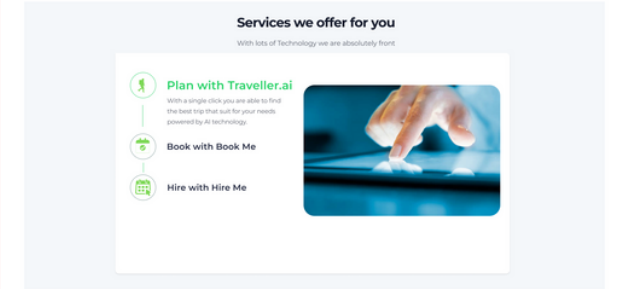 Services we offer for you
With lots of Technology we are absolutely front
Plan with Traveller.ai
With a single click you are able to find
the best trip that suit for your needs
powered by AI technology.
Book with Book Me
Hire with Hire Me